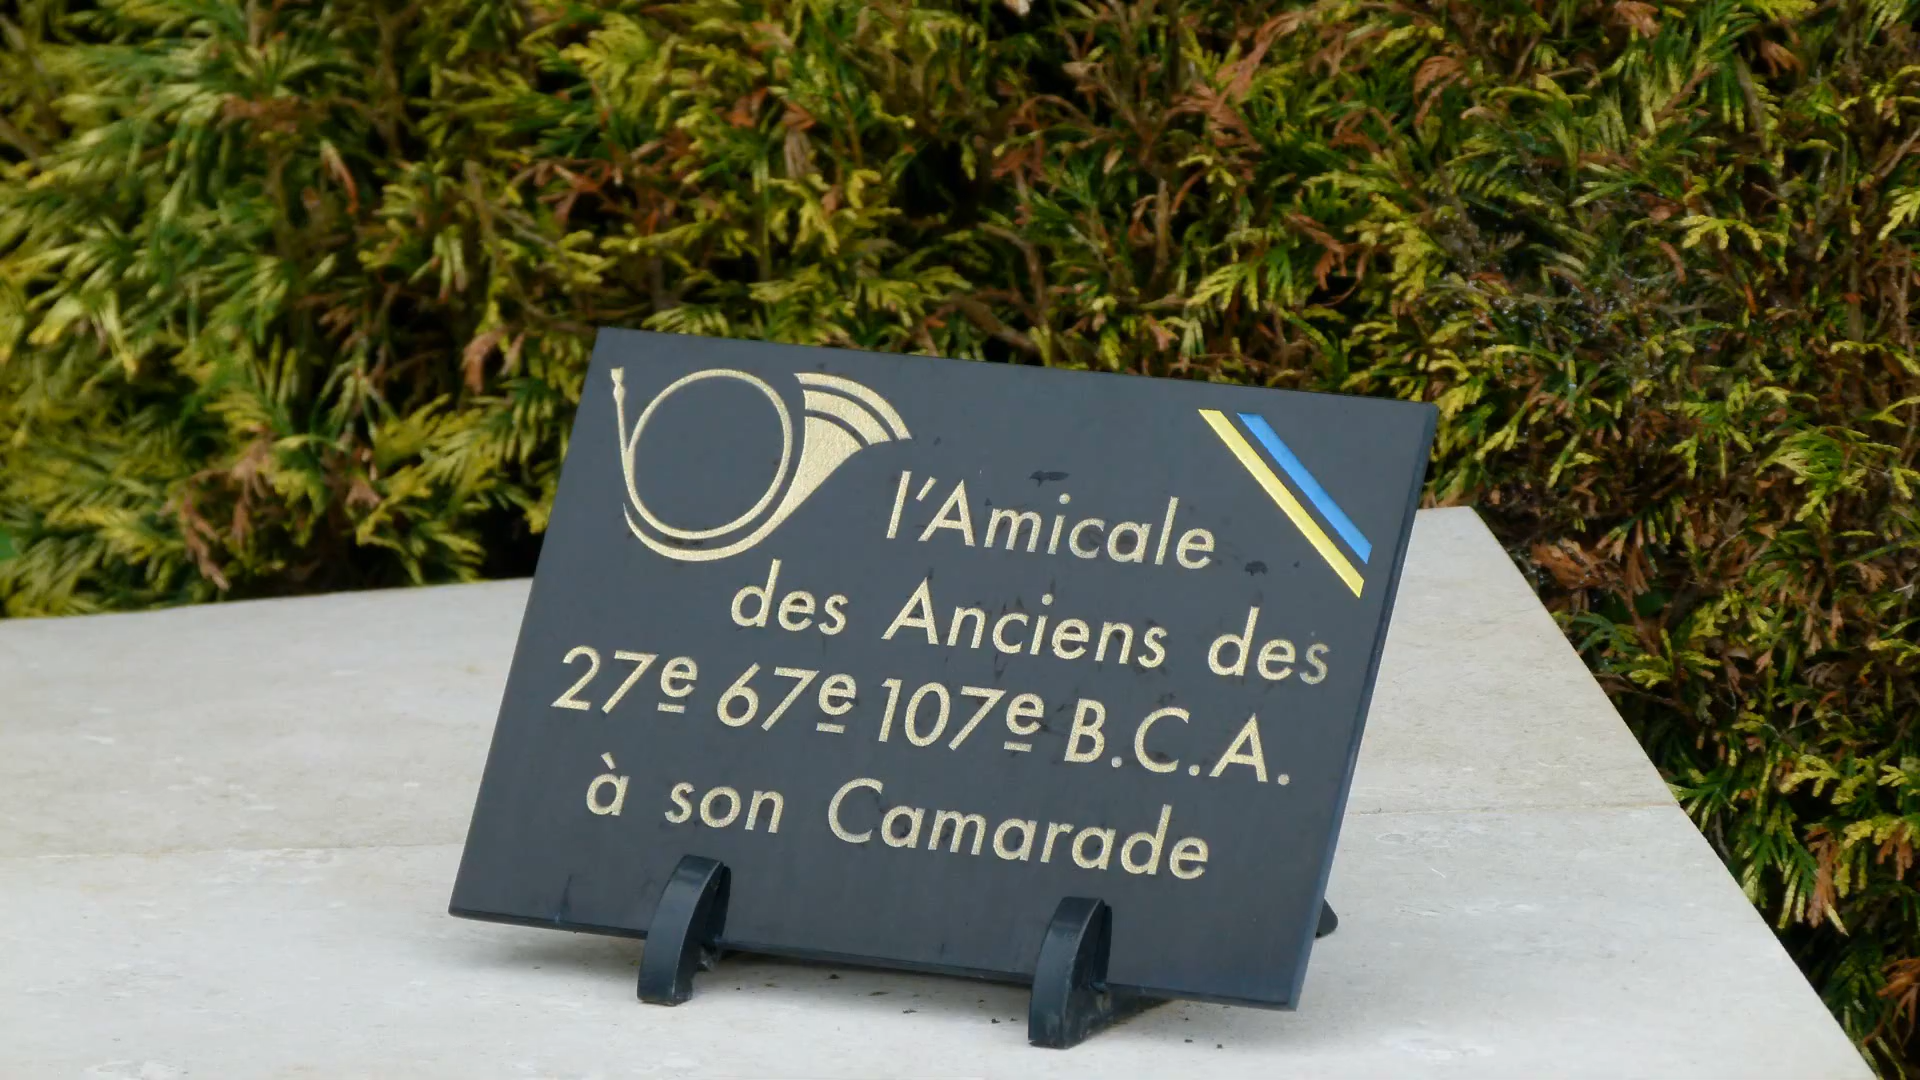 l'Amicale
des Anciens des
27e 67e 107e B.C.A.
à son Camarade